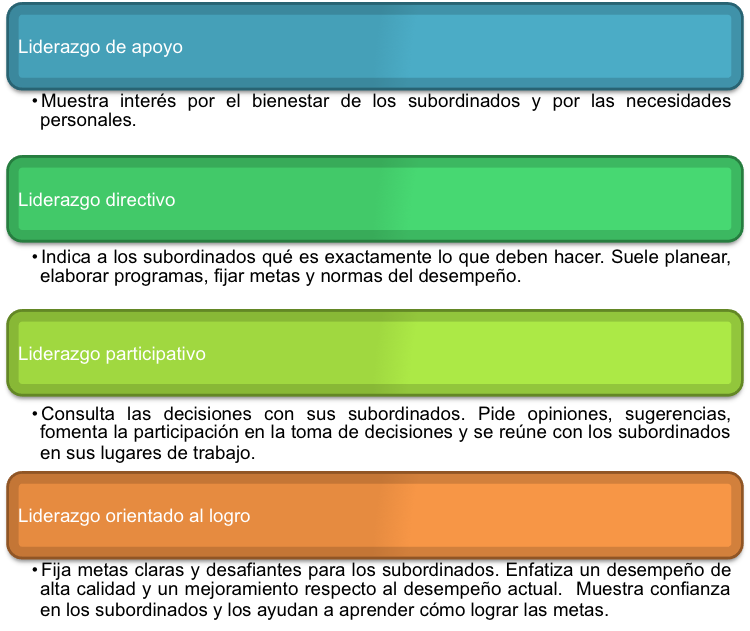 Liderazgo de apoyo
• Muestra interés por el bienestar de los subordinados y por las necesidades
personales.
Liderazgo directivo
• Indica a los subordinados qué es exactamente lo que deben hacer. Suele planear,
elaborar programas, fijar metas y normas del desempeño.
Liderazgo participativo
• Consulta las decisiones con sus subordinados. Pide opiniones, sugerencias,
fomenta la participación en la toma de decisiones y se reúne con los subordinados
en sus lugares de trabajo.
Liderazgo orientado al logro
• Fija metas claras y desafiantes para los subordinados. Enfatiza un desempeño de
alta calidad y un mejoramiento respecto al desempeño actual. Muestra confianza
en los subordinados y los ayudan a aprender cómo lograr las metas.